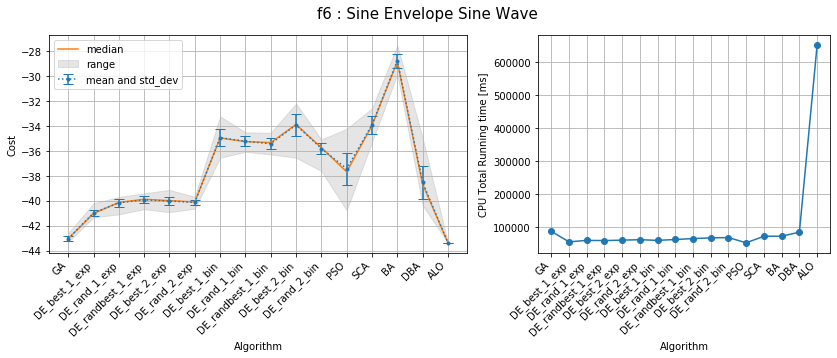 f6 : Sine Envelope Sine Wave
median
range
mean and std_dev
−28
−30
−32
−34
−36
−38
−40
−42
−44
Cost
GA
DE_best_1_exp
DE_rand_1_exp
DE_randbest_1_exp
DE_best_2_exp
DE_rand_2_exp
DE_best_1_bin
DE_rand_1_bin
DE_randbest_1_bin
DE_best_2_bin
DE_rand_2_bin
PSO
SCA
BA
DBA
ALO
Algorithm
600000
500000
400000
300000
200000
100000
CPU Total Running time [ms]
GA
DE_best_1_exp
DE_rand_1_exp
DE_randbest_1_exp
DE_best_2_exp
DE_rand_2_exp
DE_best_1_bin
DE_rand_1_bin
DE_randbest_1_bin
DE_best_2_bin
DE_rand_2_bin
PSO
SCA
BA
DBA
ALO
Algorithm